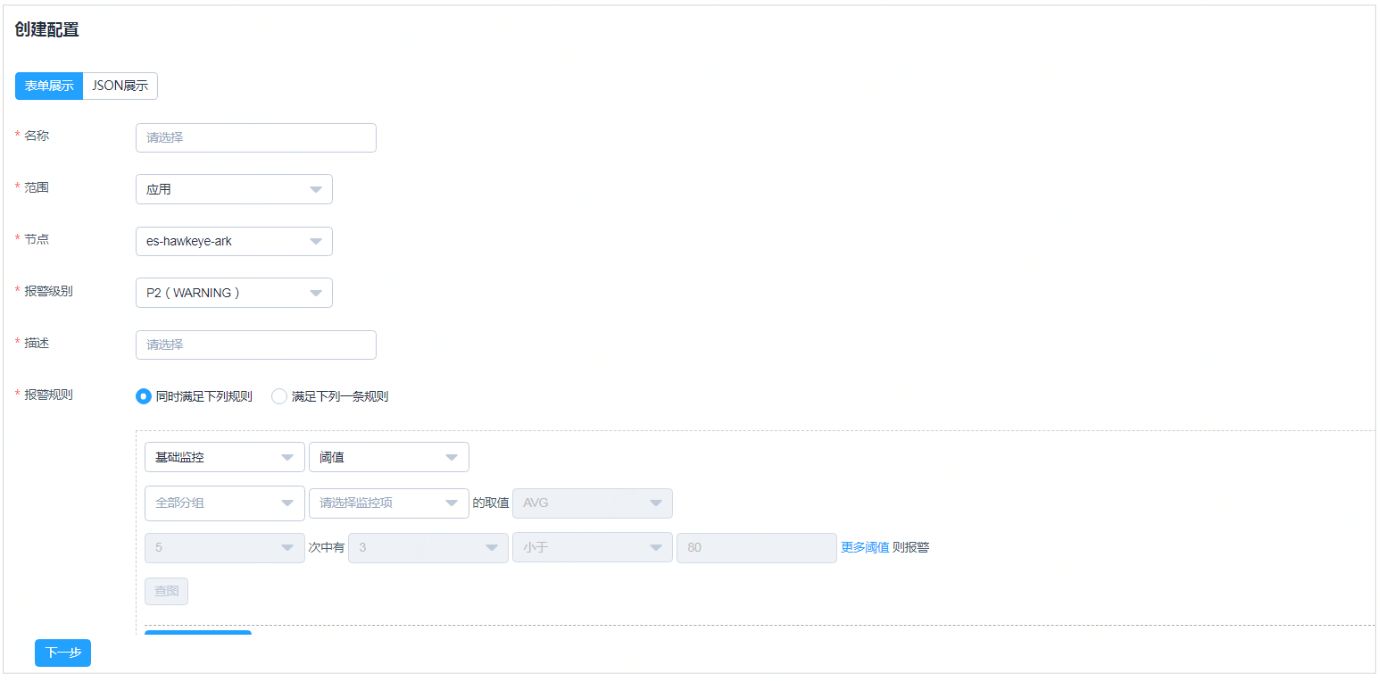 创建配置
表单展示 JSON展示
* 名称 请选择
* 范围 应用
* 节点 es-hawkeye-ark
* 报警级别 P2 ( WARNING )
* 描述 请选择
* 报警规则 同时满足下列规则 满足下列一条规则
基础监控 阈值
全部分组 请选择监控项 的取值 AVG
5 次中有 3 小于 80 更多阈值 则报警
查图
下一步